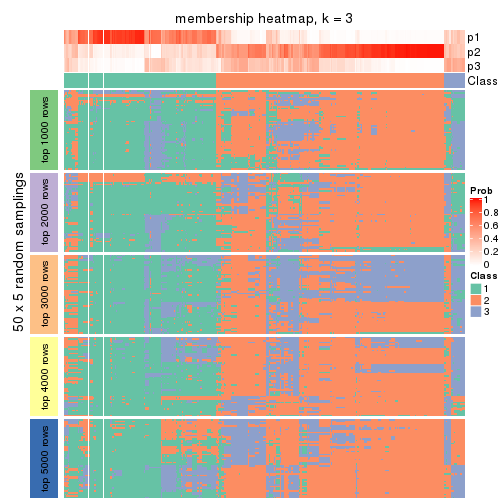 membership heatmap, k = 3
p1
p2
p3
Class
50 x 5 random samplings
top 1000 rows
top 2000 rows
top 3000 rows
top 4000 rows
top 5000 rows
Prob
1
0.8
0.6
0.4
0.2
0
Class
1
2
3